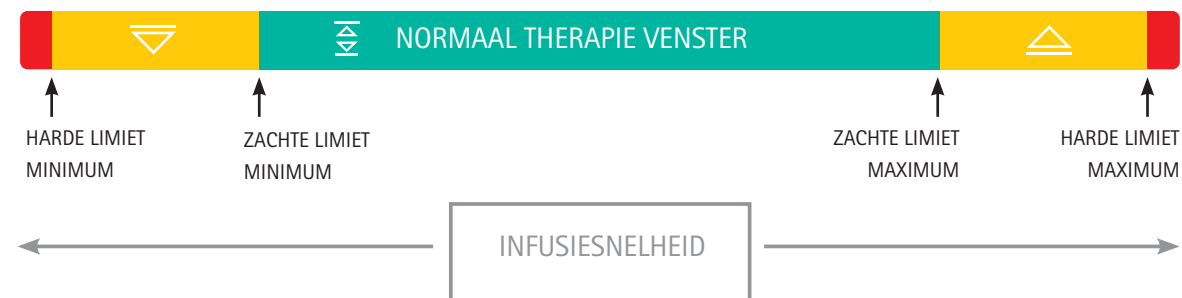 NORMAAL THERAPIE VENSTER
HARDE LIMIET
MINIMUM
ZACHTE LIMIET
MINIMUM
ZACHTE LIMIET
MAXIMUM
HARDE LIMIET
MAXIMUM
INFUSIESNELHEID